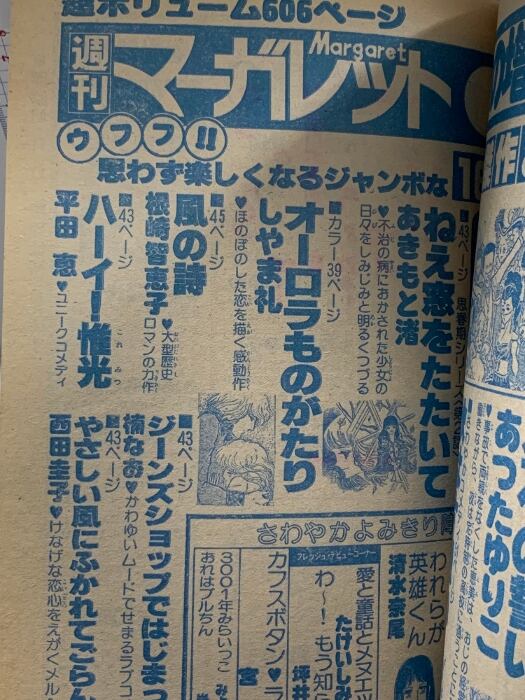 超ボリューム606ページ
週刊
マーガレット
Margaret
ウフフ!!
思わず楽しくなるジャンボな
■43ページ
ねえ窓をたたいて
あきもと渚
♥不治の病におかされた少女の
日々をしみじみと明るくつづる
■カラー39ページ
オーロラものがたり
しやま礼
♥ほのぼのした恋を描く感動作
■45ページ
風の詩
根崎智恵子
♥大型歴史
ロマンの力作
■43ページ
ハーイ!惟光
これみつ
平田 恵
♥ユニークコメディ
■43ページ
ジーンズショップではじまっ
楠なお
♥かわゆいムードでせまるラブコ
■43ページ
やさしい風にふかれてごらん
西田圭子
♥けなげな恋心をえがくメル
さわやかよみきり
われらが
英雄くん
清水奈尾
愛と童話とメヌエ
たけいし
フレッシュデビューコーナー
わ〜!もう知ら
坪井
カフスボタン
宮
3001年みらいっこ
あれはブルちん
あったゆりこ